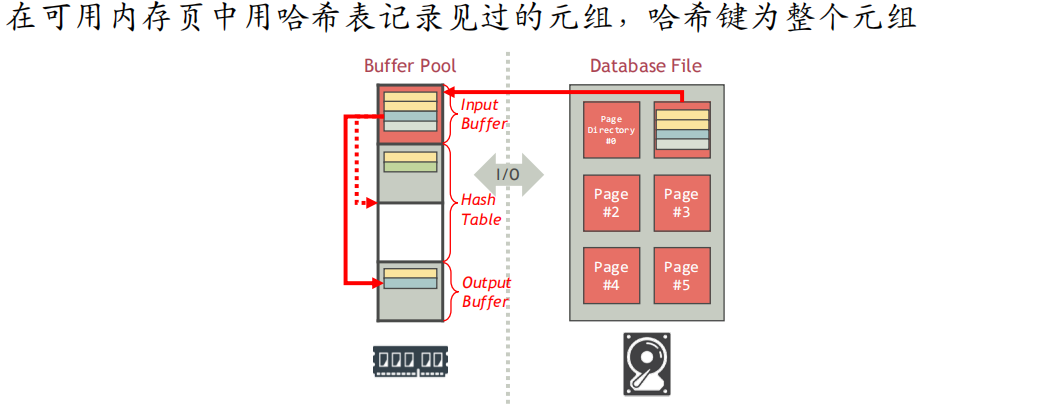 在可用内存页中用哈希表记录见过的元组，哈希键为整个元组
Buffer Pool
Database File
Input
Buffer
Page
Directory
#0
I/O
Page
#2
Page
#3
Hash
Table
Page
#4
Page
#5
Output
Buffer